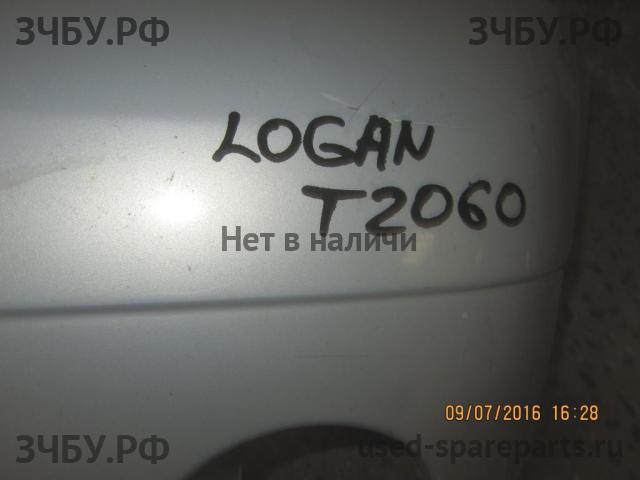 ЗЧБУ.РФ
ЗЧБУ.РФ
LOGAN
T2060
Нет в наличи
09/07/2016 16:28
ЗЧБУ.РФ
used-spareparts.ru